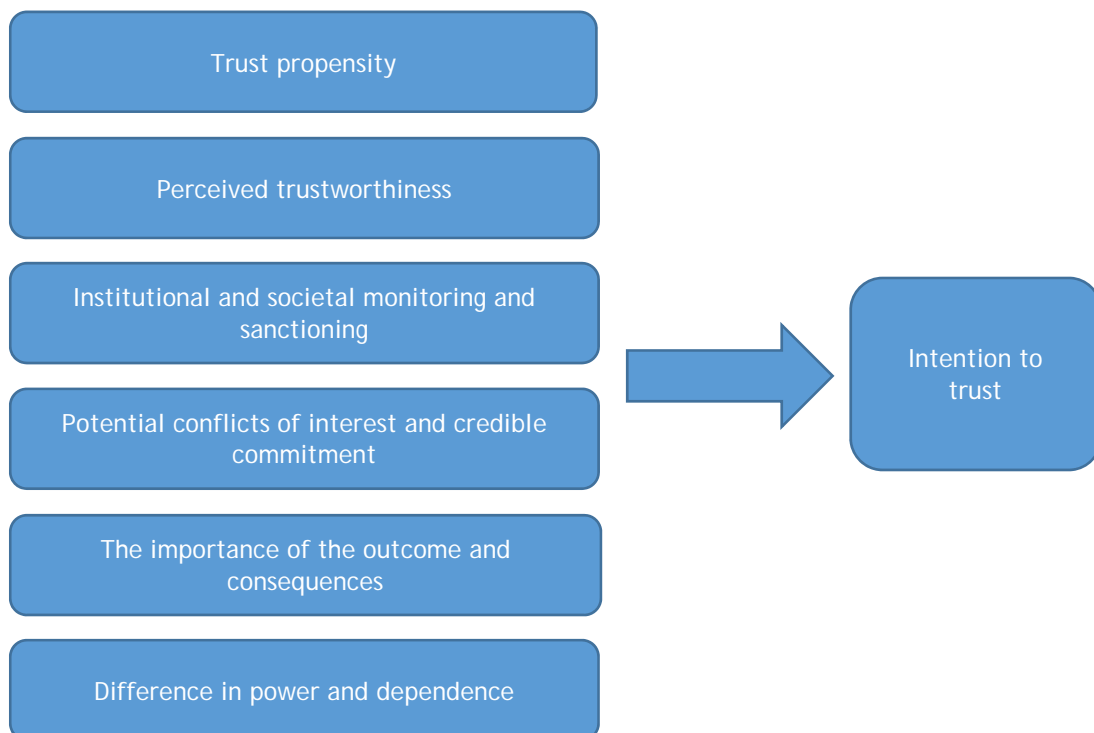 Trust propensity
Perceived trustworthiness
Institutional and societal monitoring and
sanctioning
Potential conflicts of interest and credible
commitment
The importance of the outcome and
consequences
Difference in power and dependence
Intention to
trust